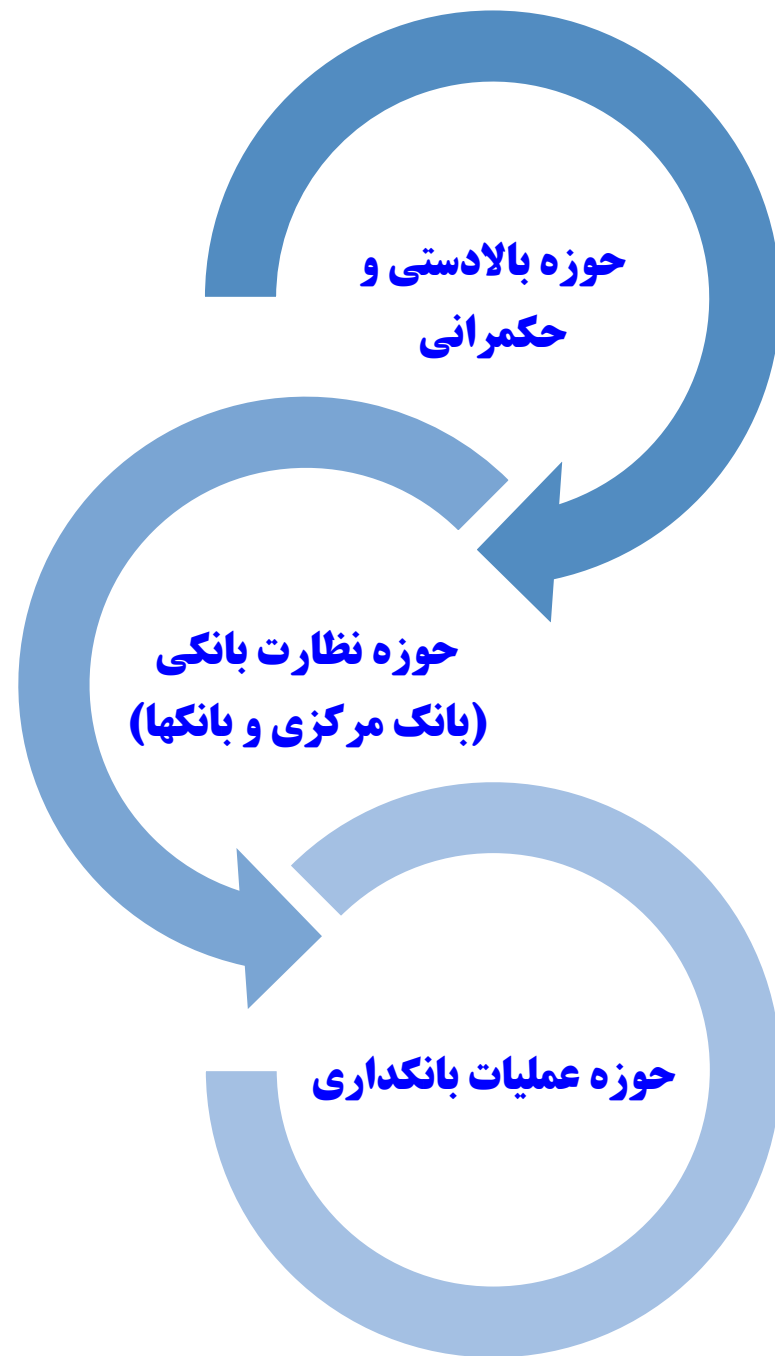 حوزه بالادستی و
حکمرانی
حوزه نظارت بانکی
(بانک مرکزی و بانکها)
حوزه عملیات بانکداری